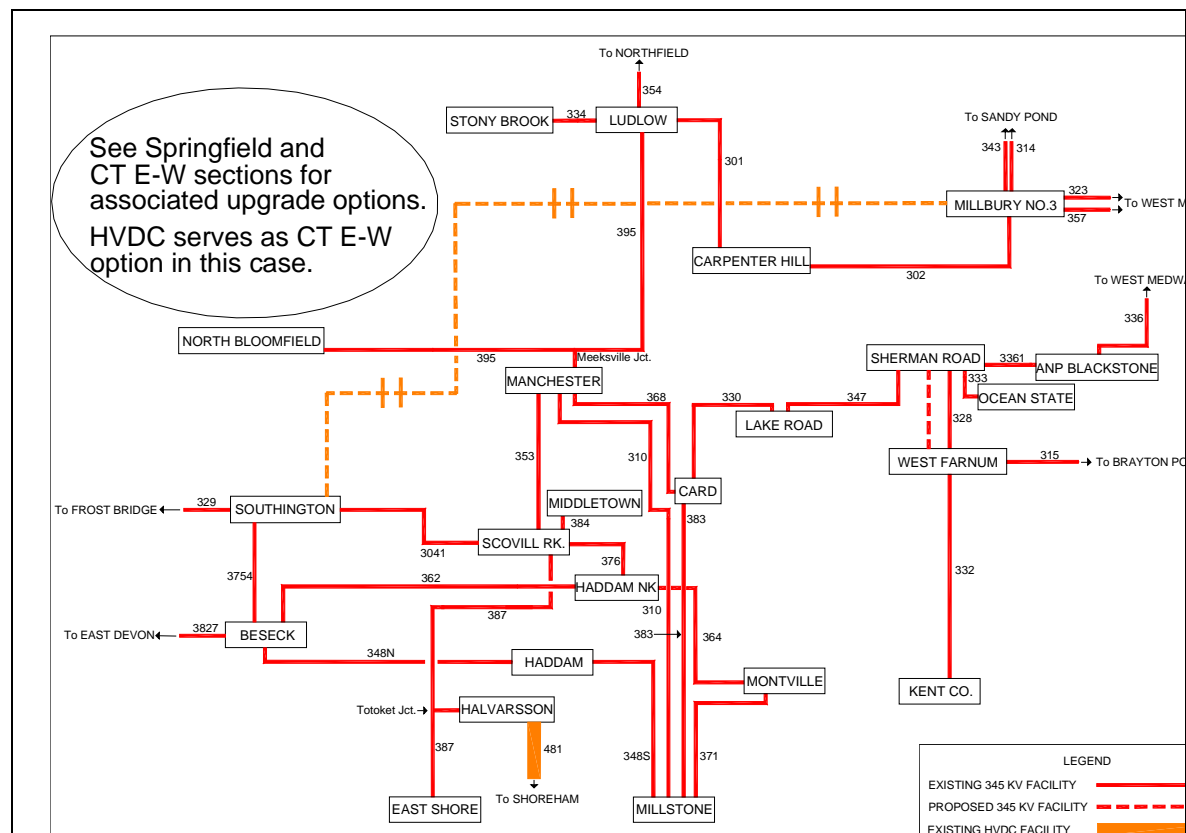 To NORTHFIELD
354
STONY BROOK
334
LUDLOW
See Springfield and
CT E-W sections for
associated upgrade options.
HVDC serves as CT E-W
option in this case.
To SANDY POND
343
314
301
323
MILLBURY NO.3
To WEST M
357
395
CARPENTER HILL
302
To WEST MEDWA
336
NORTH BLOOMFIELD
395
Meeksville Jct.
MANCHESTER
SHERMAN ROAD
3361
ANP BLACKSTONE
333
OCEAN STATE
368
330
347
LAKE ROAD
328
353
310
WEST FARNUM
315
To BRAYTON PO
CARD
383
MIDDLETOWN
384
To FROST BRIDGE
329
SOUTHINGTON
3041
SCOVILL RK.
376
3754
362
HADDAM NK
332
387
310
383
364
To EAST DEVON
3827
BESECK
348N
HADDAM
MONTVILLE
KENT CO.
Totoket Jct.
HALVARSSON
387
481
348S
371
To SHOREHAM
EAST SHORE
MILLSTONE
LEGEND
EXISTING 345 KV FACILITY
PROPOSED 345 KV FACILITY
EXISTING HVDC FACILITY